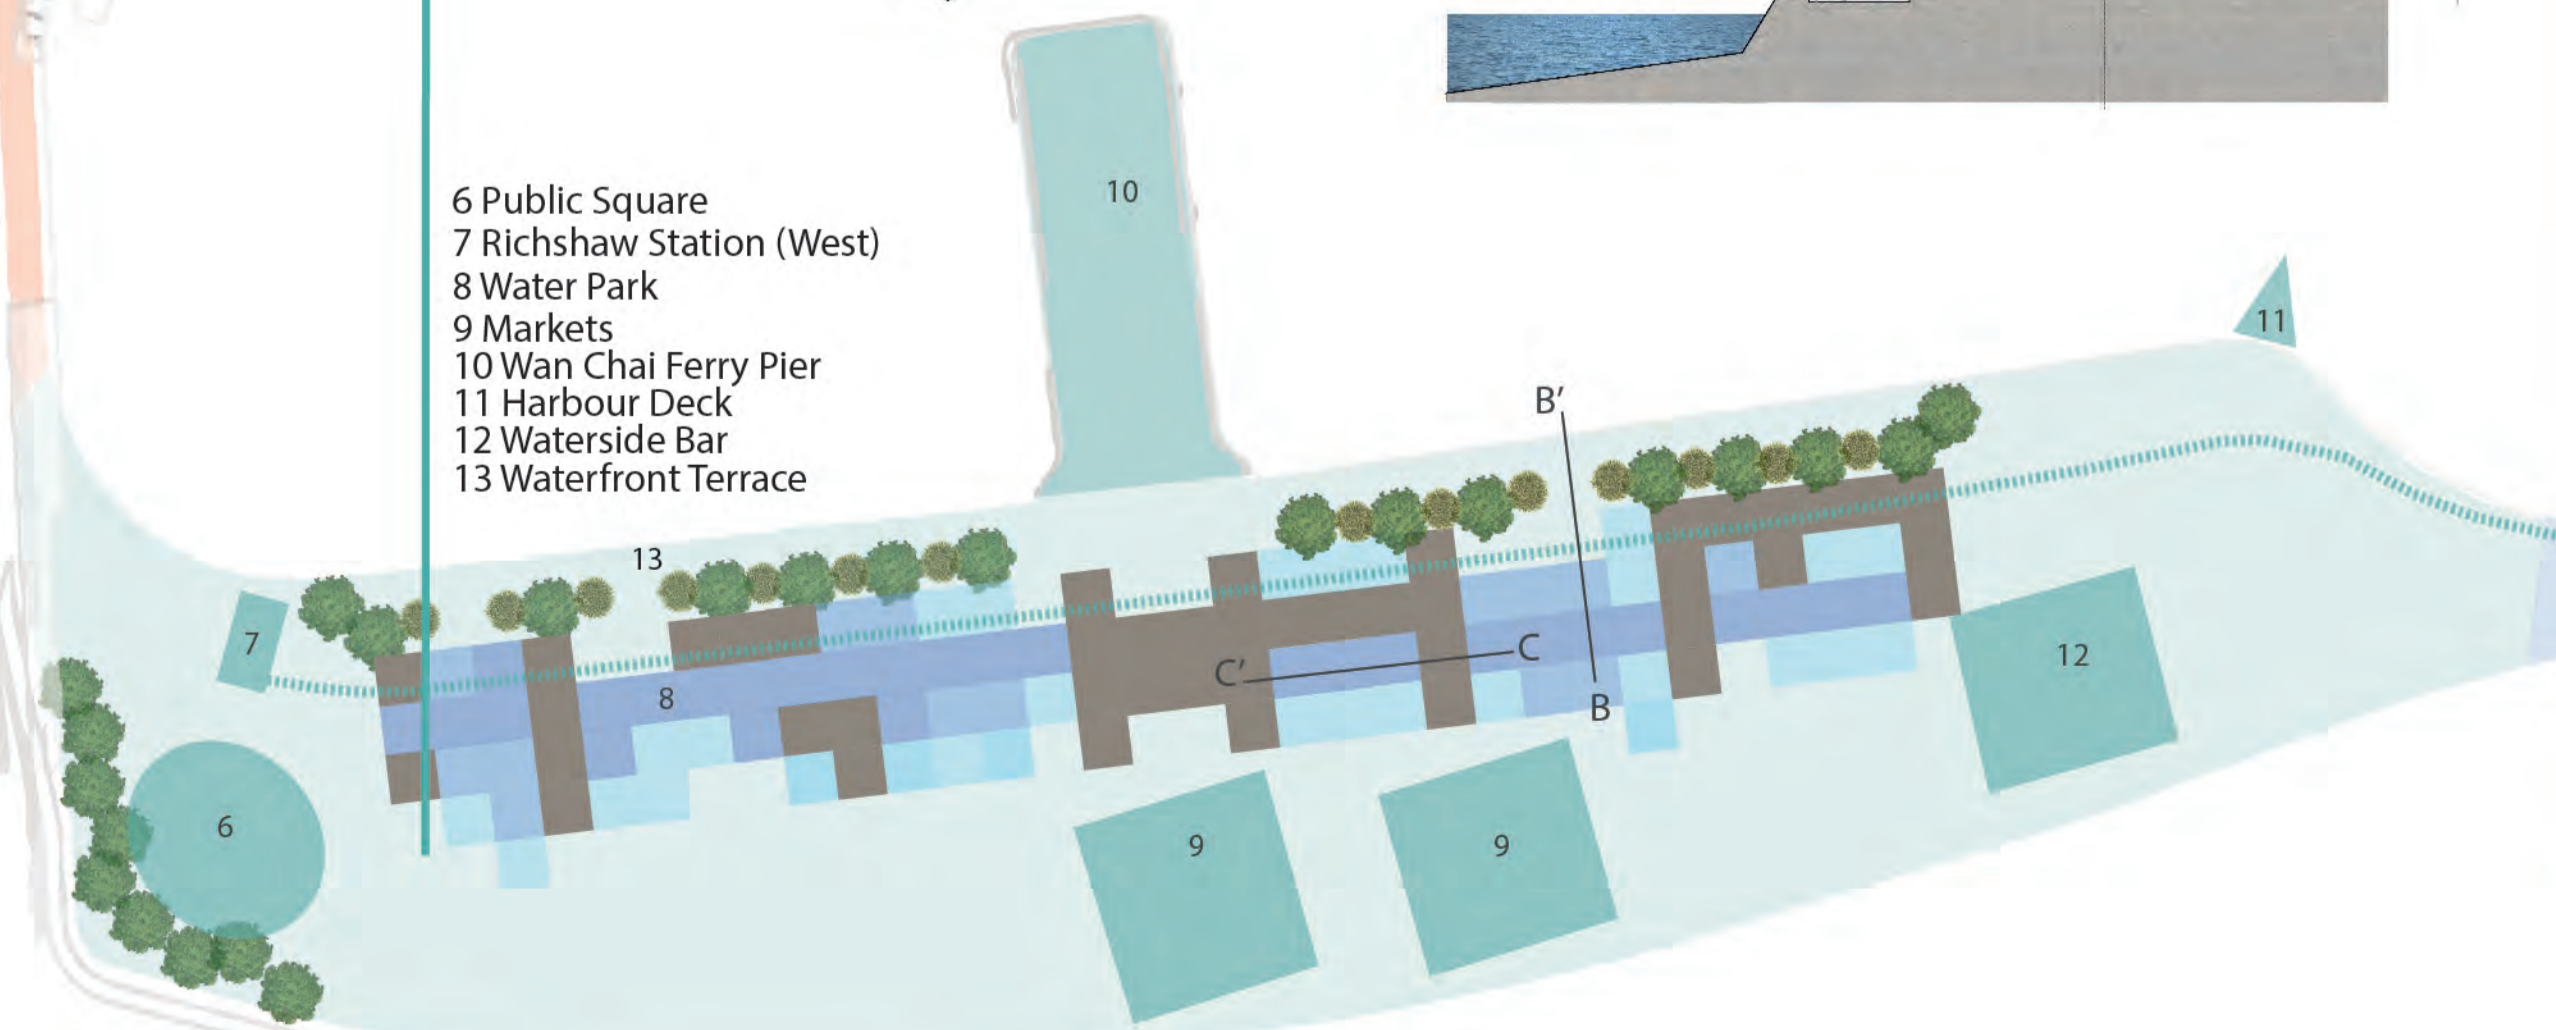 6 Public Square
7 Richshaw Station (West)
8 Water Park
9 Markets
10 Wan Chai Ferry Pier
11 Harbour Deck
12 Waterside Bar
13 Waterfront Terrace
10
11
B′
13
7
C′
C
12
8
B
6
9
9